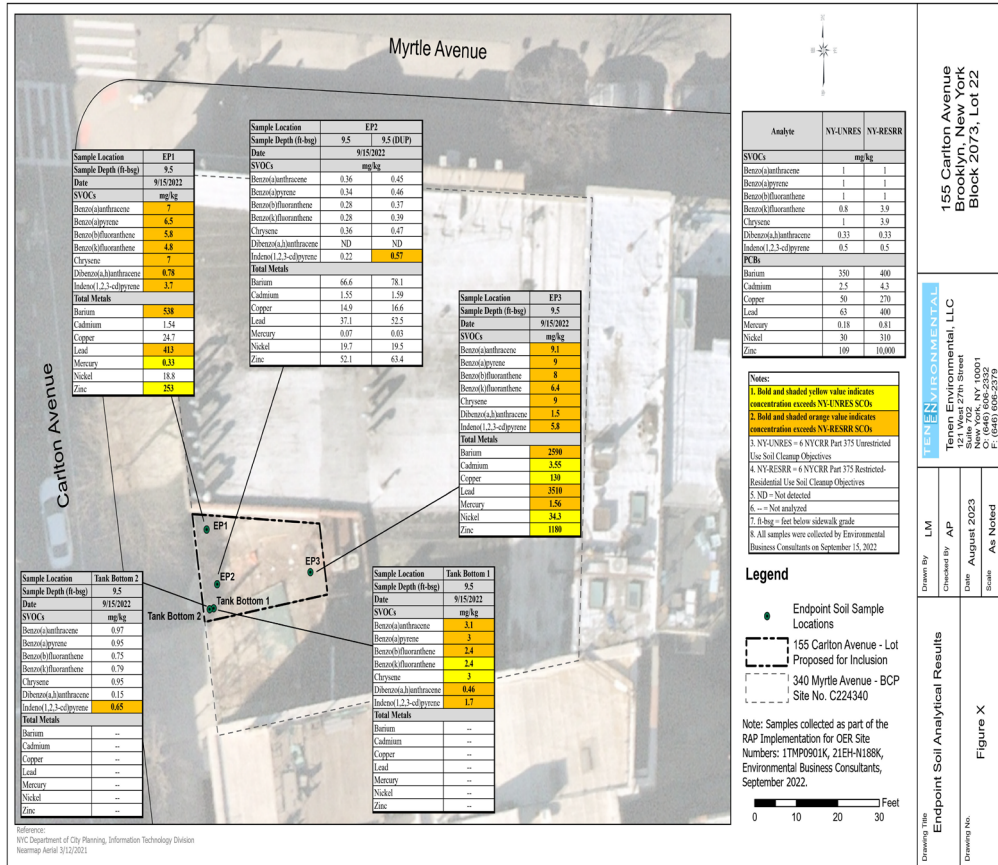 Myrtle Avenue
Carlton Avenue
Sample Location EP1
Sample Depth (ft-bsg) 9.5
Date 9/15/2022
SVOCs mg/kg
Benzo(a)anthracene 7
Benzo(a)pyrene 6.5
Benzo(b)fluoranthene 5.8
Benzo(k)fluoranthene 4.8
Chrysene 7
Dibenzo(a,h)anthracene 0.78
Indeno(1,2,3-cd)pyrene 3.7
Total Metals
Barium 538
Cadmium 1.54
Copper 24.7
Lead 413
Mercury 0.33
Nickel 18.8
Zinc 253
Sample Location EP2
Sample Depth (ft-bsg) 9.5 9.5 (DUP)
Date 9/15/2022
SVOCs mg/kg
Benzo(a)anthracene 0.36 0.45
Benzo(a)pyrene 0.34 0.46
Benzo(b)fluoranthene 0.28 0.37
Benzo(k)fluoranthene 0.28 0.39
Chrysene 0.36 0.47
Dibenzo(a,h)anthracene ND ND
Indeno(1,2,3-cd)pyrene 0.22 0.57
Total Metals
Barium 66.6 78.1
Cadmium 1.55 1.59
Copper 14.9 16.6
Lead 37.1 52.5
Mercury 0.07 0.03
Nickel 19.7 19.5
Zinc 52.1 63.4
Sample Location EP3
Sample Depth (ft-bsg) 9.5
Date 9/15/2022
SVOCs mg/kg
Benzo(a)anthracene 9.1
Benzo(a)pyrene 9
Benzo(b)fluoranthene 8
Benzo(k)fluoranthene 6.4
Chrysene 9
Dibenzo(a,h)anthracene 1.5
Indeno(1,2,3-cd)pyrene 5.8
Total Metals
Barium 2590
Cadmium 3.55
Copper 130
Lead 3510
Mercury 1.56
Nickel 34.3
Zinc 1180
EP1
EP2
EP3
Tank Bottom 1
Tank Bottom 2
Sample Location Tank Bottom 2
Sample Depth (ft-bsg) 9.5
Date 9/15/2022
SVOCs mg/kg
Benzo(a)anthracene 0.97
Benzo(a)pyrene 0.95
Benzo(b)fluoranthene 0.75
Benzo(k)fluoranthene 0.79
Chrysene 0.95
Dibenzo(a,h)anthracene 0.15
Indeno(1,2,3-cd)pyrene 0.65
Total Metals
Barium --
Cadmium --
Copper --
Lead --
Mercury --
Nickel --
Zinc --
Sample Location Tank Bottom 1
Sample Depth (ft-bsg) 9.5
Date 9/15/2022
SVOCs mg/kg
Benzo(a)anthracene 3.1
Benzo(a)pyrene 3
Benzo(b)fluoranthene 2.4
Benzo(k)fluoranthene 2.4
Chrysene 3
Dibenzo(a,h)anthracene 0.46
Indeno(1,2,3-cd)pyrene 1.7
Total Metals
Barium --
Cadmium --
Copper --
Lead --
Mercury --
Nickel --
Zinc --
Reference:
NYC Department of City Planning, Information Technology Division
Nearmap Aerial 3/12/2021
Analyte NY-UNRES NY-RESRR
SVOCs mg/kg
Benzo(a)anthracene 1 1
Benzo(a)pyrene 1 1
Benzo(b)fluoranthene 1 1
Benzo(k)fluoranthene 0.8 3.9
Chrysene 1 3.9
Dibenzo(a,h)anthracene 0.33 0.33
Indeno(1,2,3-cd)pyrene 0.5 0.5
PCBs
Barium 350 400
Cadmium 2.5 4.3
Copper 50 270
Lead 63 400
Mercury 0.18 0.81
Nickel 30 310
Zinc 109 10,000
Notes:
1. Bold and shaded yellow value indicates
concentration exceeds NY-UNRES SCOs
2. Bold and shaded orange value indicates
concentration exceeds NY-RESRR SCOs
3. NY-UNRES = 6 NYCRR Part 375 Unrestricted
Use Soil Cleanup Objectives
4. NY-RESRR = 6 NYCRR Part 375 Restricted-
Residential Use Soil Cleanup Objectives
5. ND = Not detected
6. -- = Not analyzed
7. ft-bsg = feet below sidewalk grade
8. All samples were collected by Environmental
Business Consultants on September 15, 2022
Legend
Endpoint Soil Sample
Locations
155 Carlton Avenue - Lot
Proposed for Inclusion
340 Myrtle Avenue - BCP
Site No. C224340
Note: Samples collected as part of the
RAP Implementation for OER Site
Numbers: 1TMP0901K, 21EH-N188K,
Environmental Business Consultants,
September 2022.
0 5 10 20 30 Feet
155 Carlton Avenue
Brooklyn, New York
Block 2073, Lot 22
TENEN ENVIRONMENTAL
Tenen Environmental, LLC
121 West 27th Street
Suite 702
New York, NY 10001
O: (646) 606-2332
F: (646) 606-2379
Drawn By LM
Checked By AP
Date August 2023
Scale As Noted
Drawing Title Endpoint Soil Analytical Results
Drawing No. Figure X